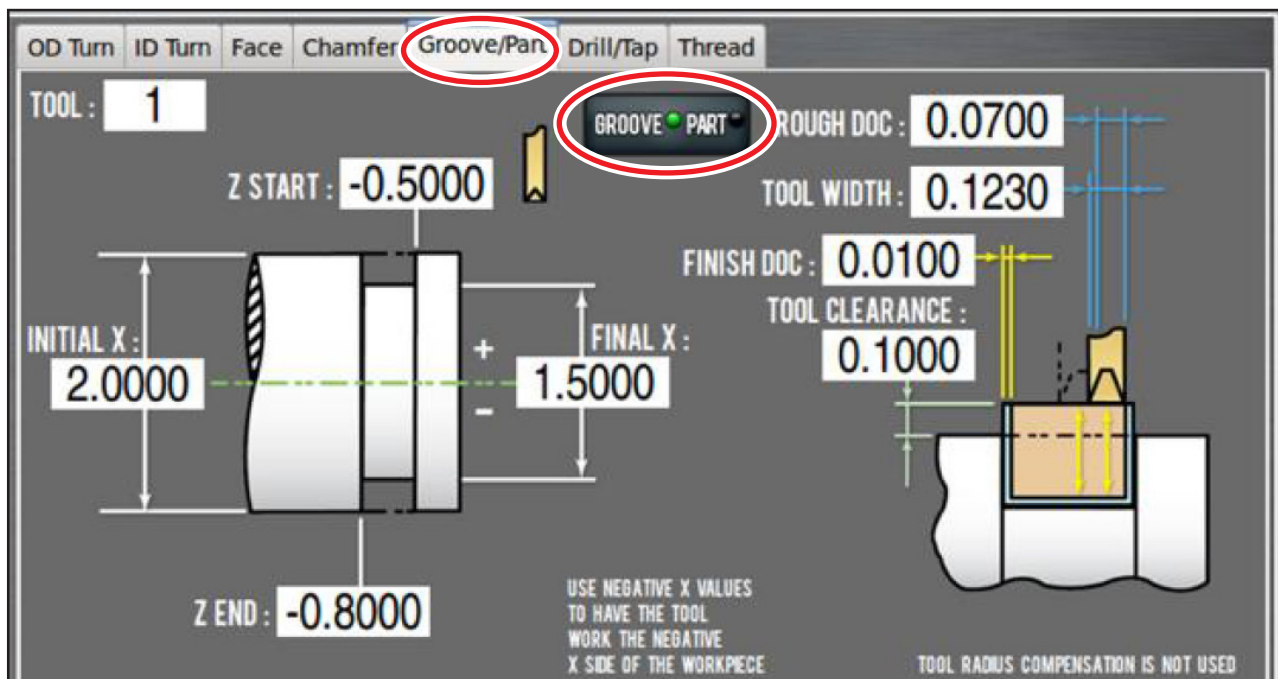 OD Turn ID Turn Face Chamfer Groove/Part Drill/Tap Thread
TOOL : 1
GROOVE PART
ROUGH DOC : 0.0700
Z START : -0.5000
TOOL WIDTH : 0.1230
FINISH DOC : 0.0100
TOOL CLEARANCE :
0.1000
INITIAL X :
2.0000
+
-
FINAL X :
1.5000
Z END : -0.8000
USE NEGATIVE X VALUES
TO HAVE THE TOOL
WORK THE NEGATIVE
X SIDE OF THE WORKPIECE
TOOL RADIUS COMPENSATION IS NOT USED